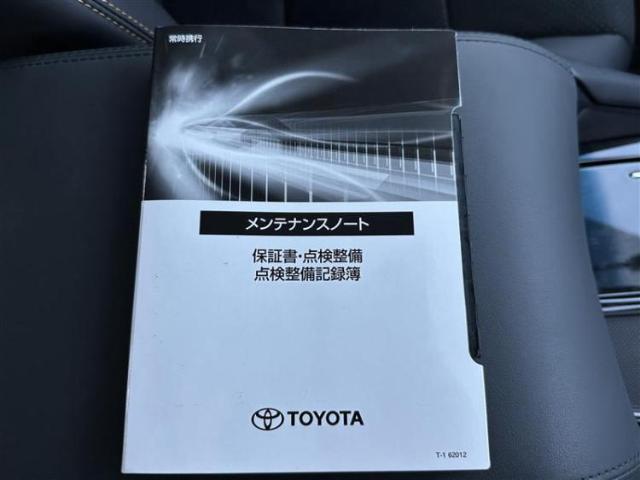 常時携行
メンテナンスノート
保証書・点検整備
点検整備記録簿
TOYOTA
T-1 62012